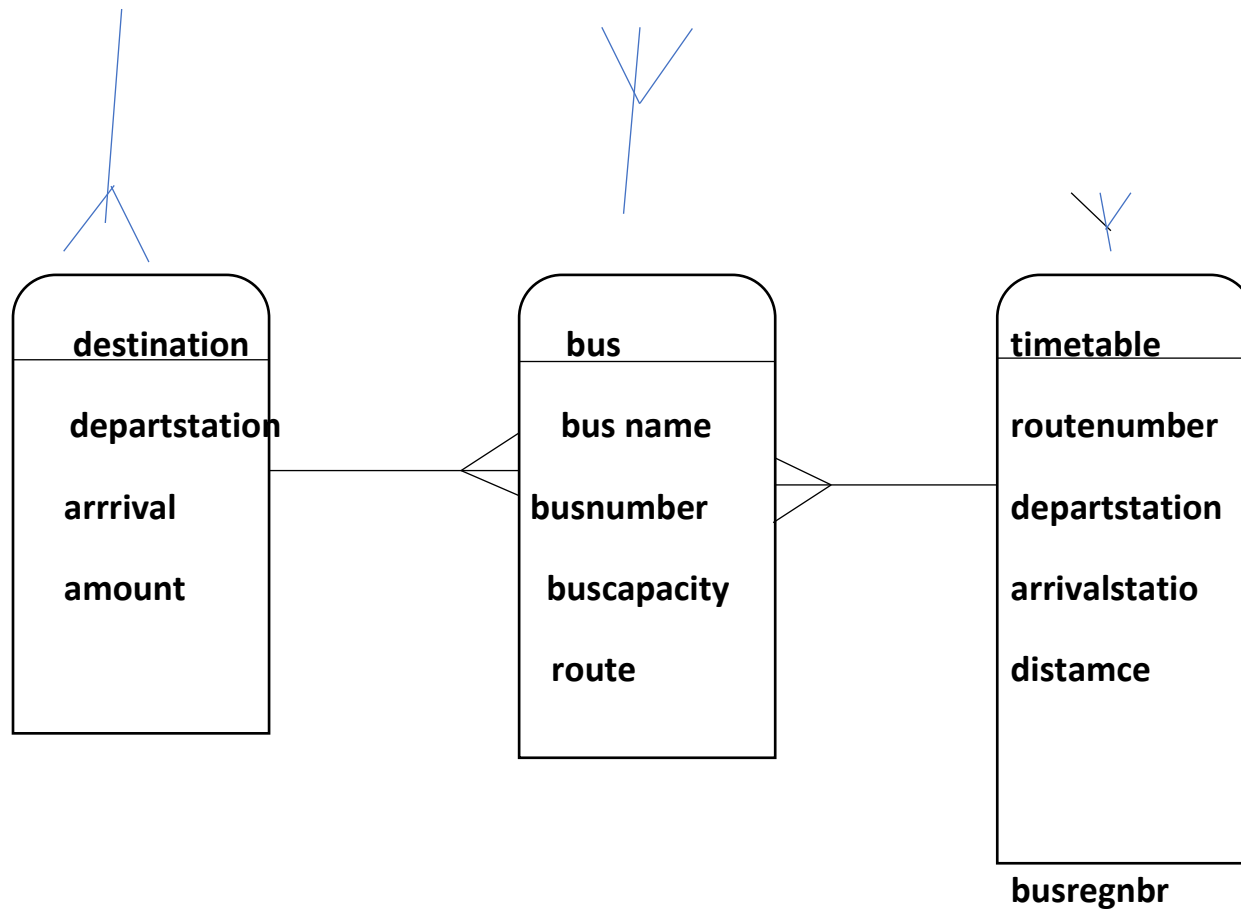 destination
departstation
arrrival
amount
bus
bus name
busnumber
buscapacity
route
timetable
routenumber
departstation
arrivalstatio
distamce
busregnbr